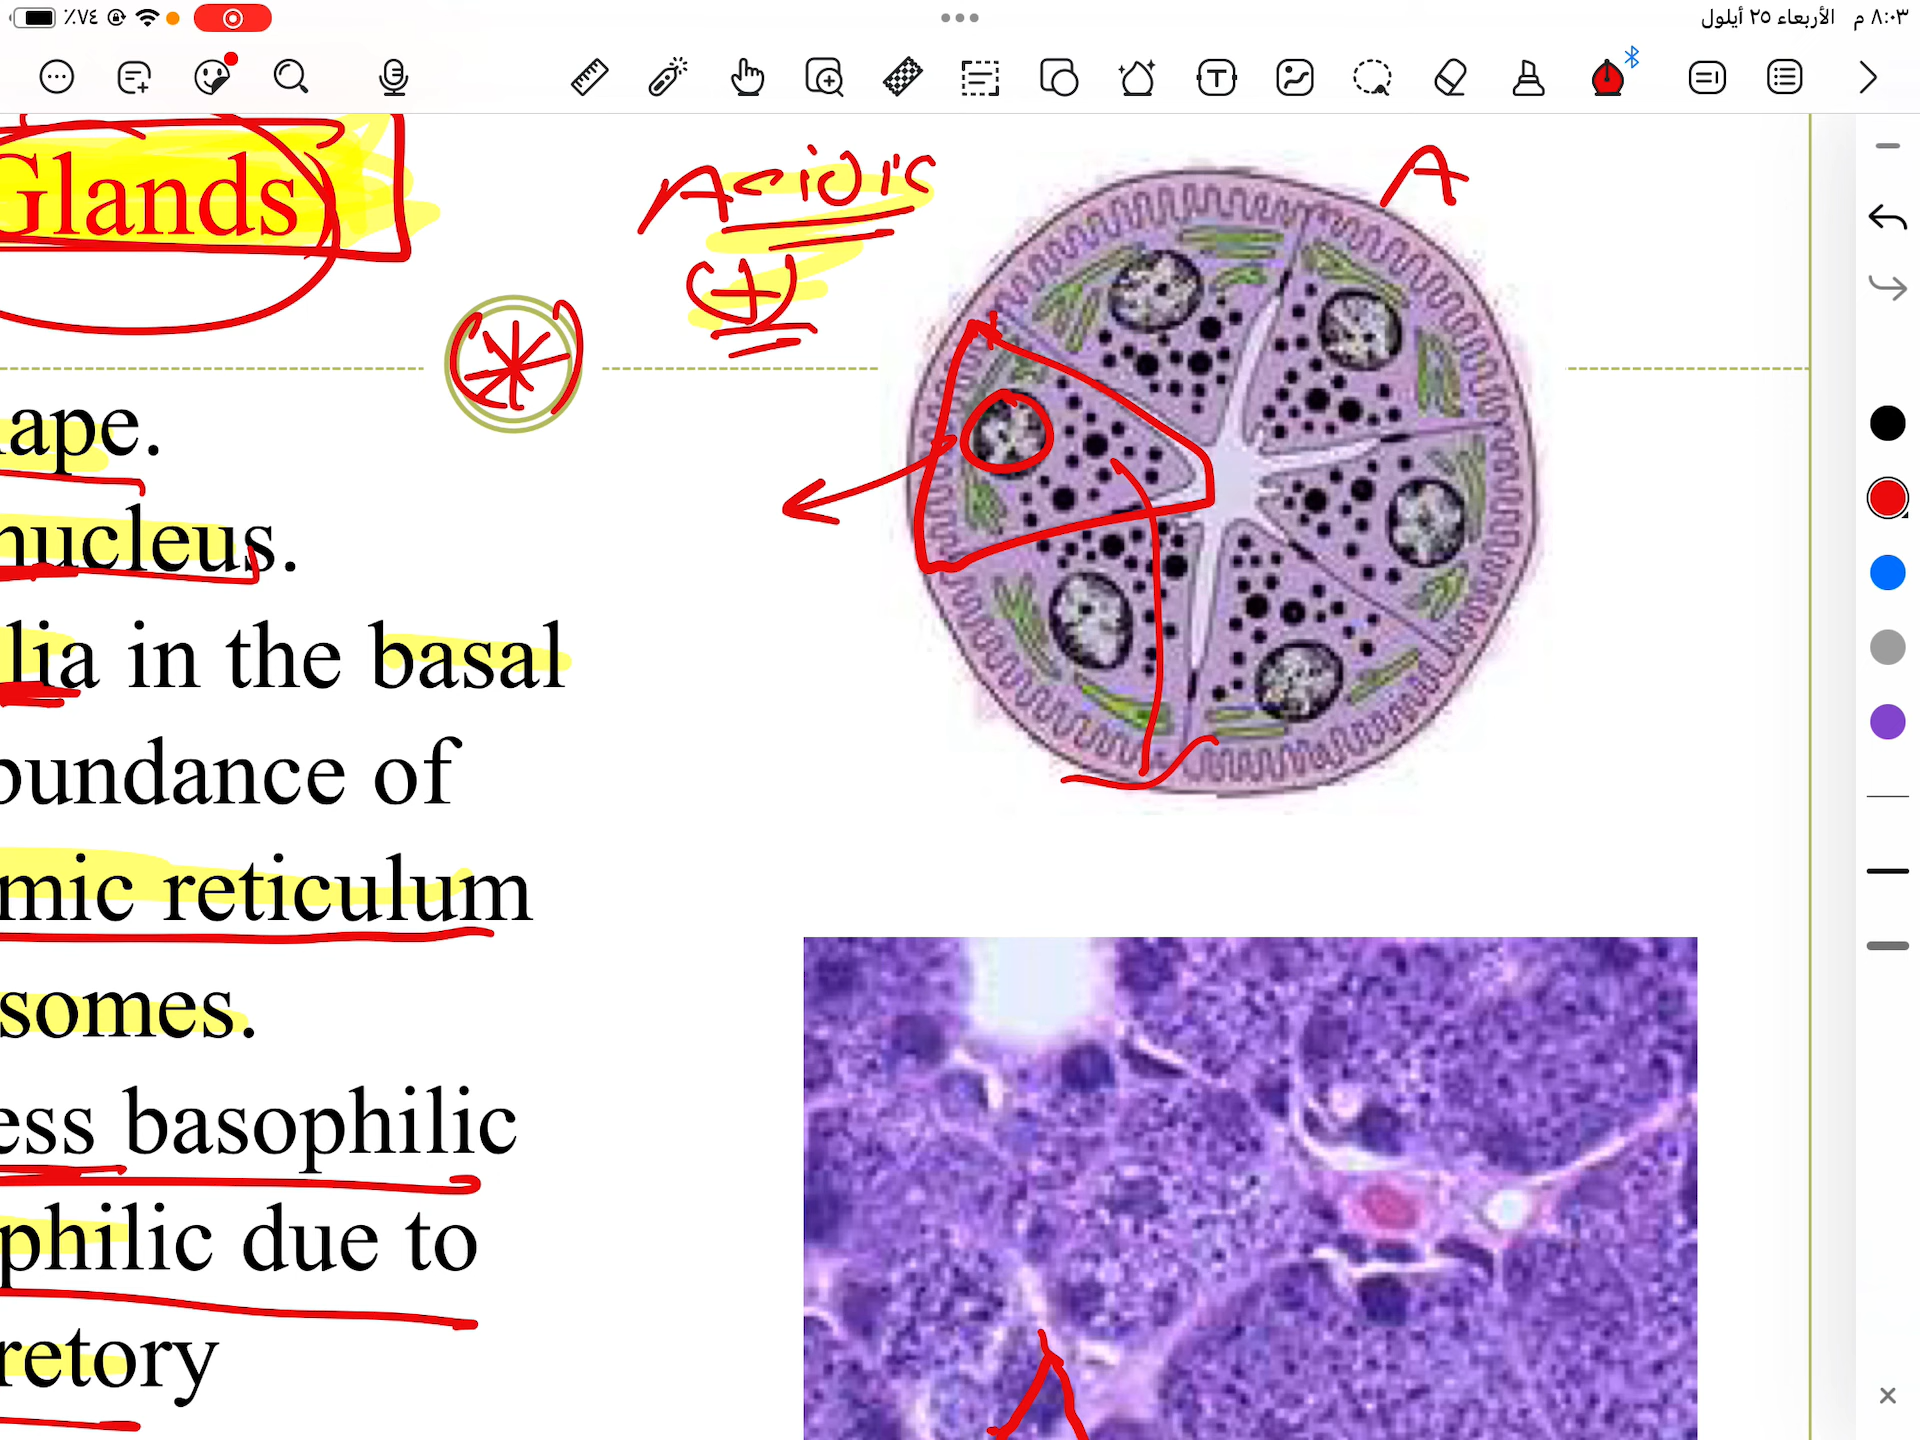 ٪٧٤
الأربعاء ٢٥ أيلول ٨:٠٣ م
Glands)
Acidic
(+)
A
ape.
nucleus.
lia in the basal
bundance of
mic reticulum
somes.
ess basophilic
philic due to
retory